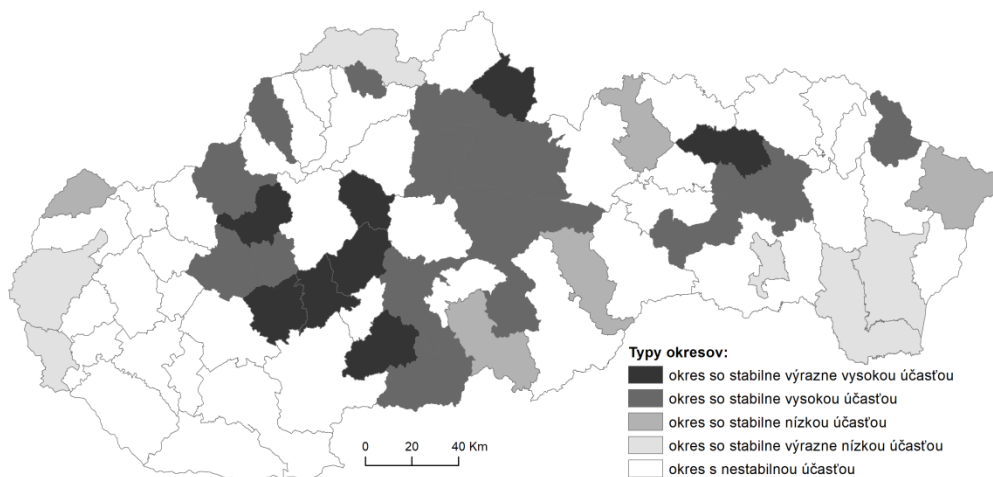 Typy okresov:
okres so stabilne výrazne vysokou účasťou
okres so stabilne vysokou účasťou
okres so stabilne nízkou účasťou
okres so stabilne výrazne nízkou účasťou
okres s nestabilnou účasťou
0 20 40 Km